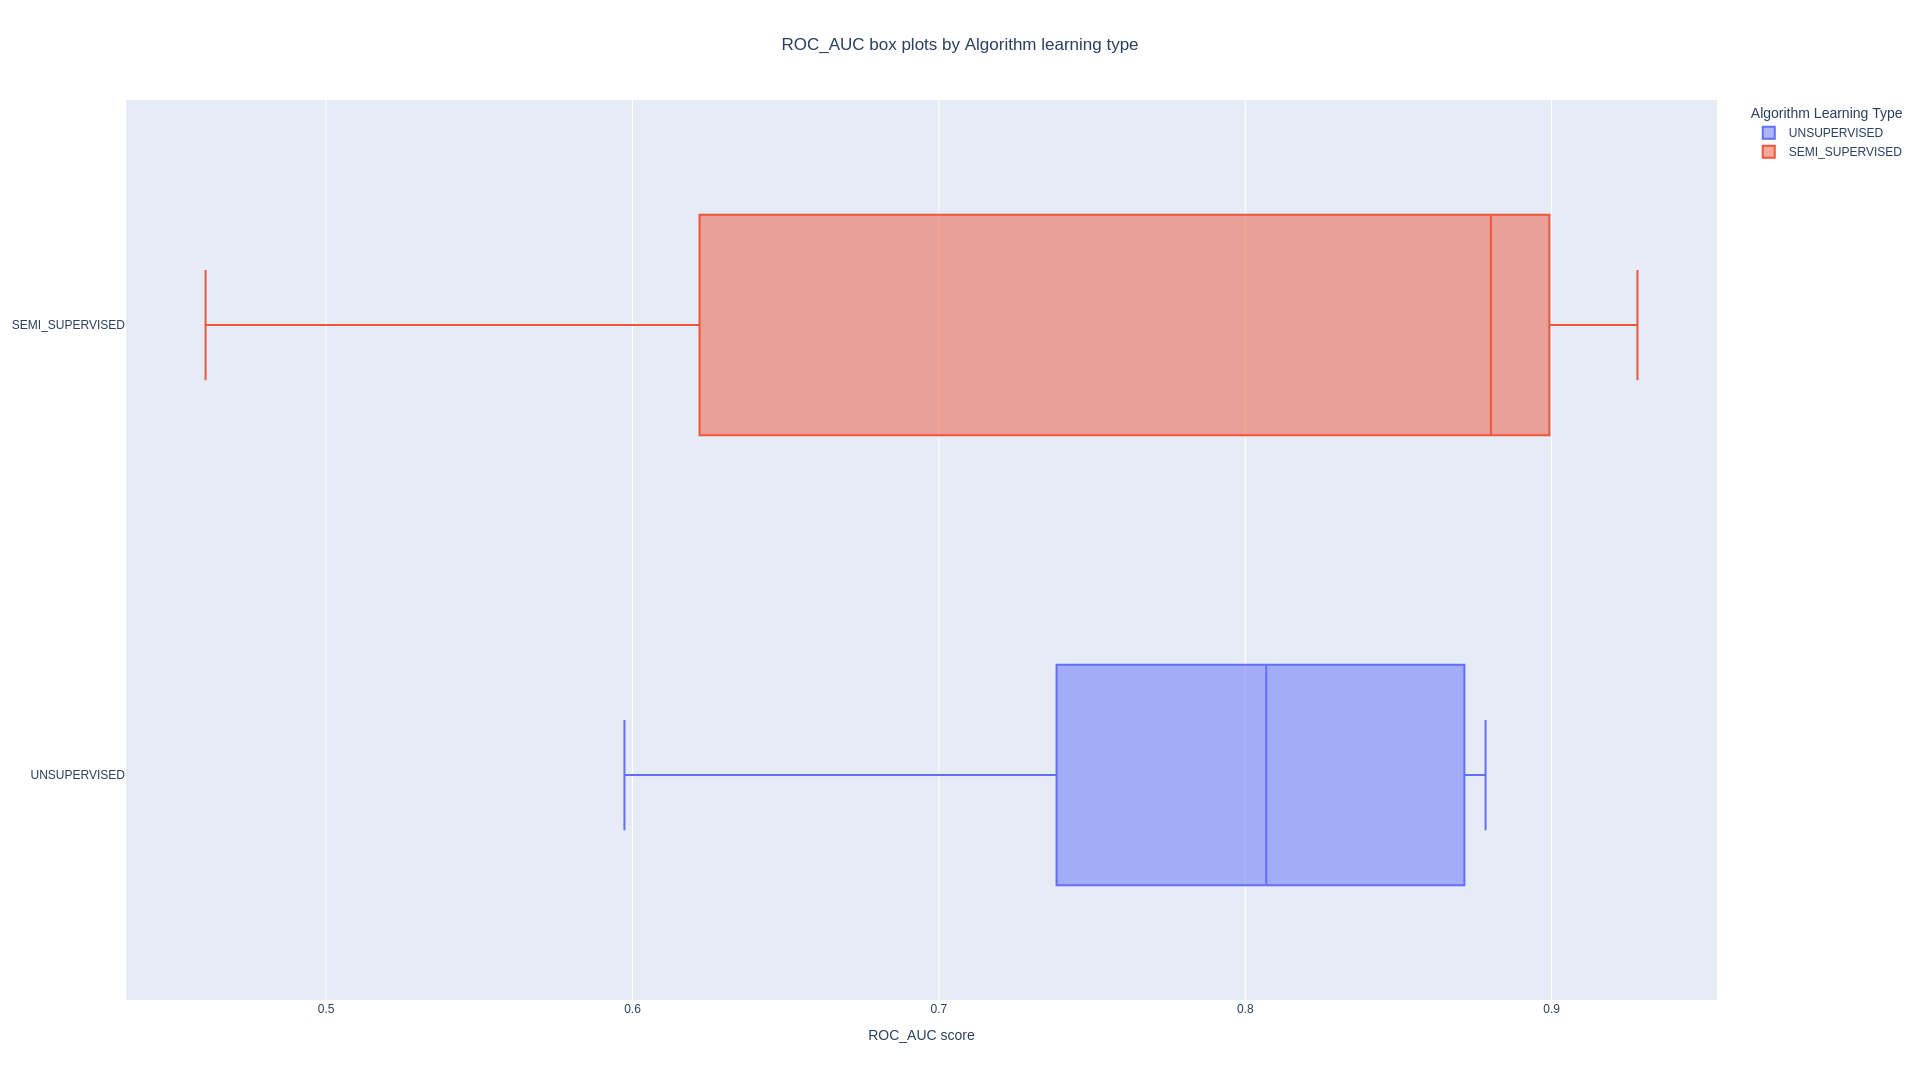 ROC_AUC box plots by Algorithm learning type
Algorithm Learning Type
UNSUPERVISED
SEMI_SUPERVISED
SEMI_SUPERVISED
UNSUPERVISED
0.5
0.6
0.7
0.8
0.9
ROC_AUC score